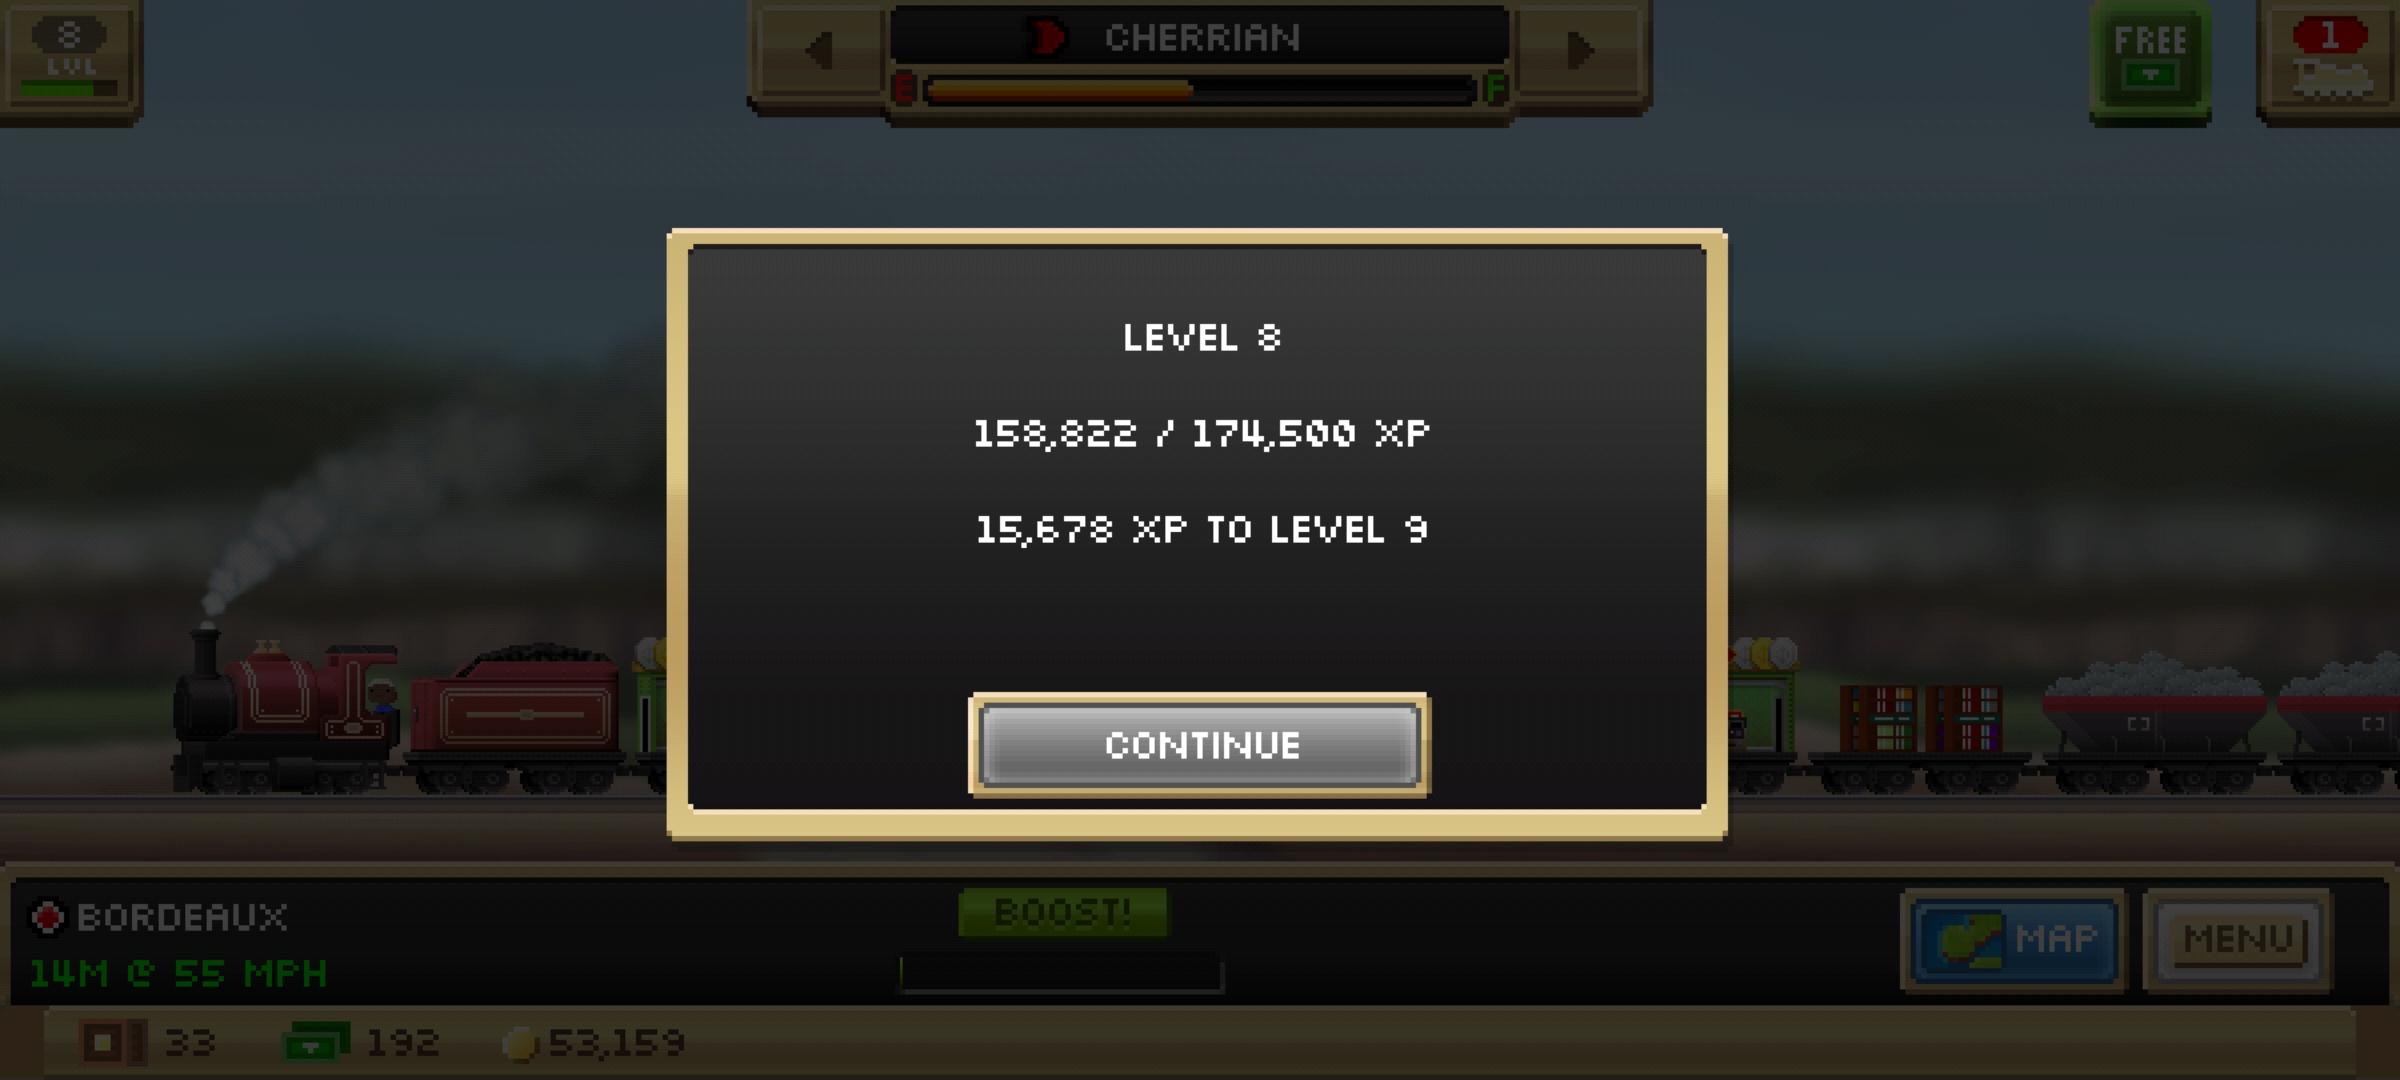 8
LVL
CHERRIAN
E
F
FREE
1
LEVEL 8
158,822 / 174,500 XP
15,678 XP TO LEVEL 9
CONTINUE
BORDEAUX
14M @ 55 MPH
BOOST!
MAP
MENU
33
192
53,159